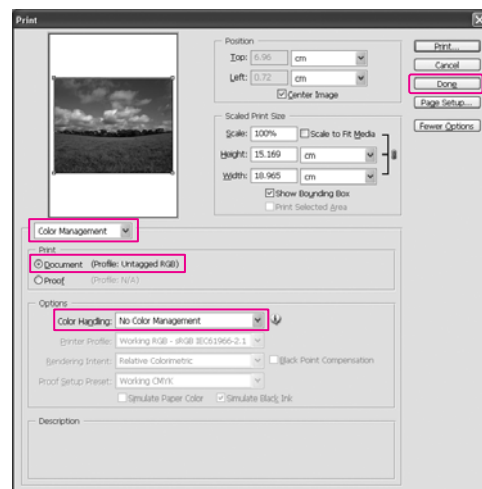 Print
Position
Top: 6.96 cm
Left: 0.72 cm
Center Image
Scaled Print Size
Scale: 100% Scale to Fit Media
Height: 15.169 cm
Width: 18.965 cm
Show Bounding Box
Print Selected Area
Print...
Cancel
Done
Page Setup...
Fewer Options
Color Management
Print
Document (Profile: Untagged RGB)
Proof (Profile: N/A)
Options
Color Handling: No Color Management
Printer Profile: Working RGB - sRGB IEC61966-2.1
Rendering Intent: Relative Colorimetric Black Point Compensation
Proof Setup Preset: Working CMYK
Simulate Paper Color Simulate Black Ink
Description